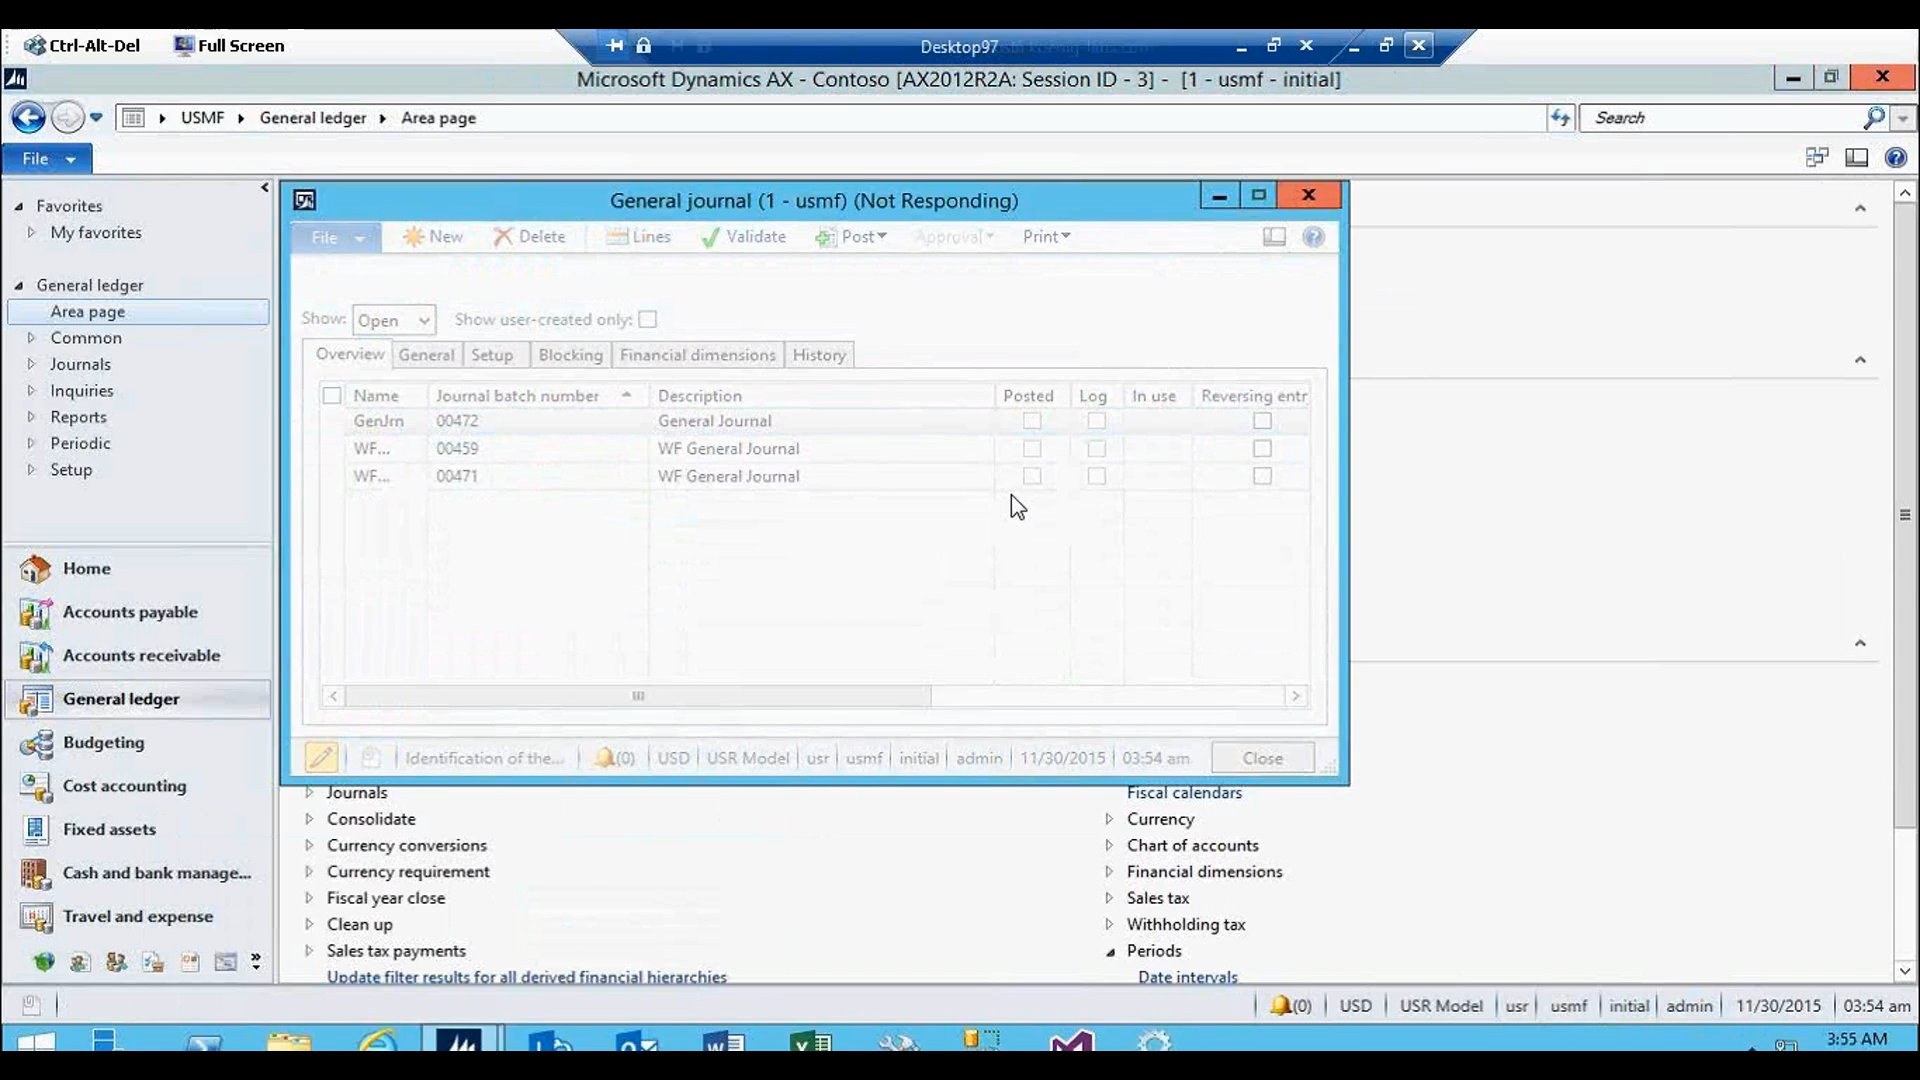 Ctrl-Alt-Del Full Screen Desktop97
Microsoft Dynamics AX - Contoso [AX2012R2A: Session ID - 3] - [1 - usmf - initial]
USMF General ledger Area page Search
File
Favorites
My favorites
General ledger
Area page
Common
Journals
Inquiries
Reports
Periodic
Setup
Home
Accounts payable
Accounts receivable
General ledger
Budgeting
Cost accounting
Fixed assets
Cash and bank manage...
Travel and expense
General journal (1 - usmf) (Not Responding)
File New Delete Lines Validate Post Approval Print
Show: Open Show user-created only:
Overview General Setup Blocking Financial dimensions History
Name Journal batch number Description Posted Log In use Reversing entr
GenJrn 00472 General Journal
WF... 00459 WF General Journal
WF... 00471 WF General Journal
Identification of the... (0) USD USR Model usr usmf initial admin 11/30/2015 03:54 am Close
Journals
Consolidate
Currency conversions
Currency requirement
Fiscal year close
Clean up
Sales tax payments
Update filter results for all derived financial hierarchies
Fiscal calendars
Currency
Chart of accounts
Financial dimensions
Sales tax
Withholding tax
Periods
Date intervals
(0) USD USR Model usr usmf initial admin 11/30/2015 03:54 am
3:55 AM